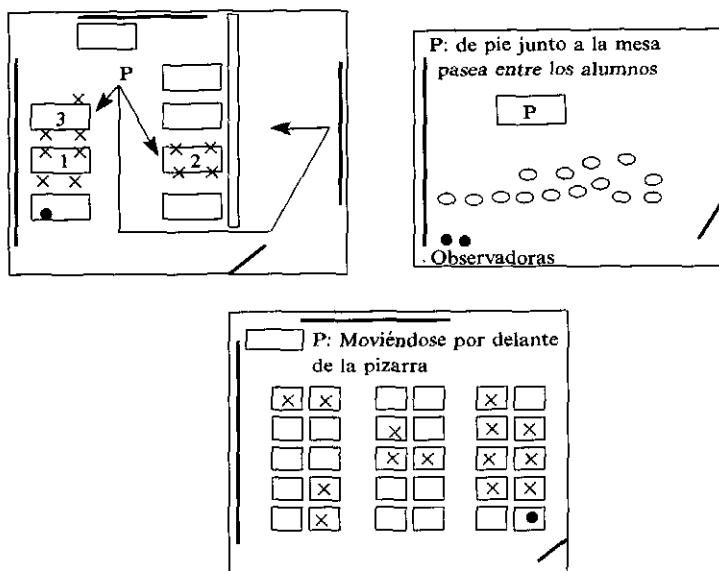 P
3
1
2
P: de pie junto a la mesa
pasea entre los alumnos
P
Observadoras
P: Moviéndose por delante
de la pizarra